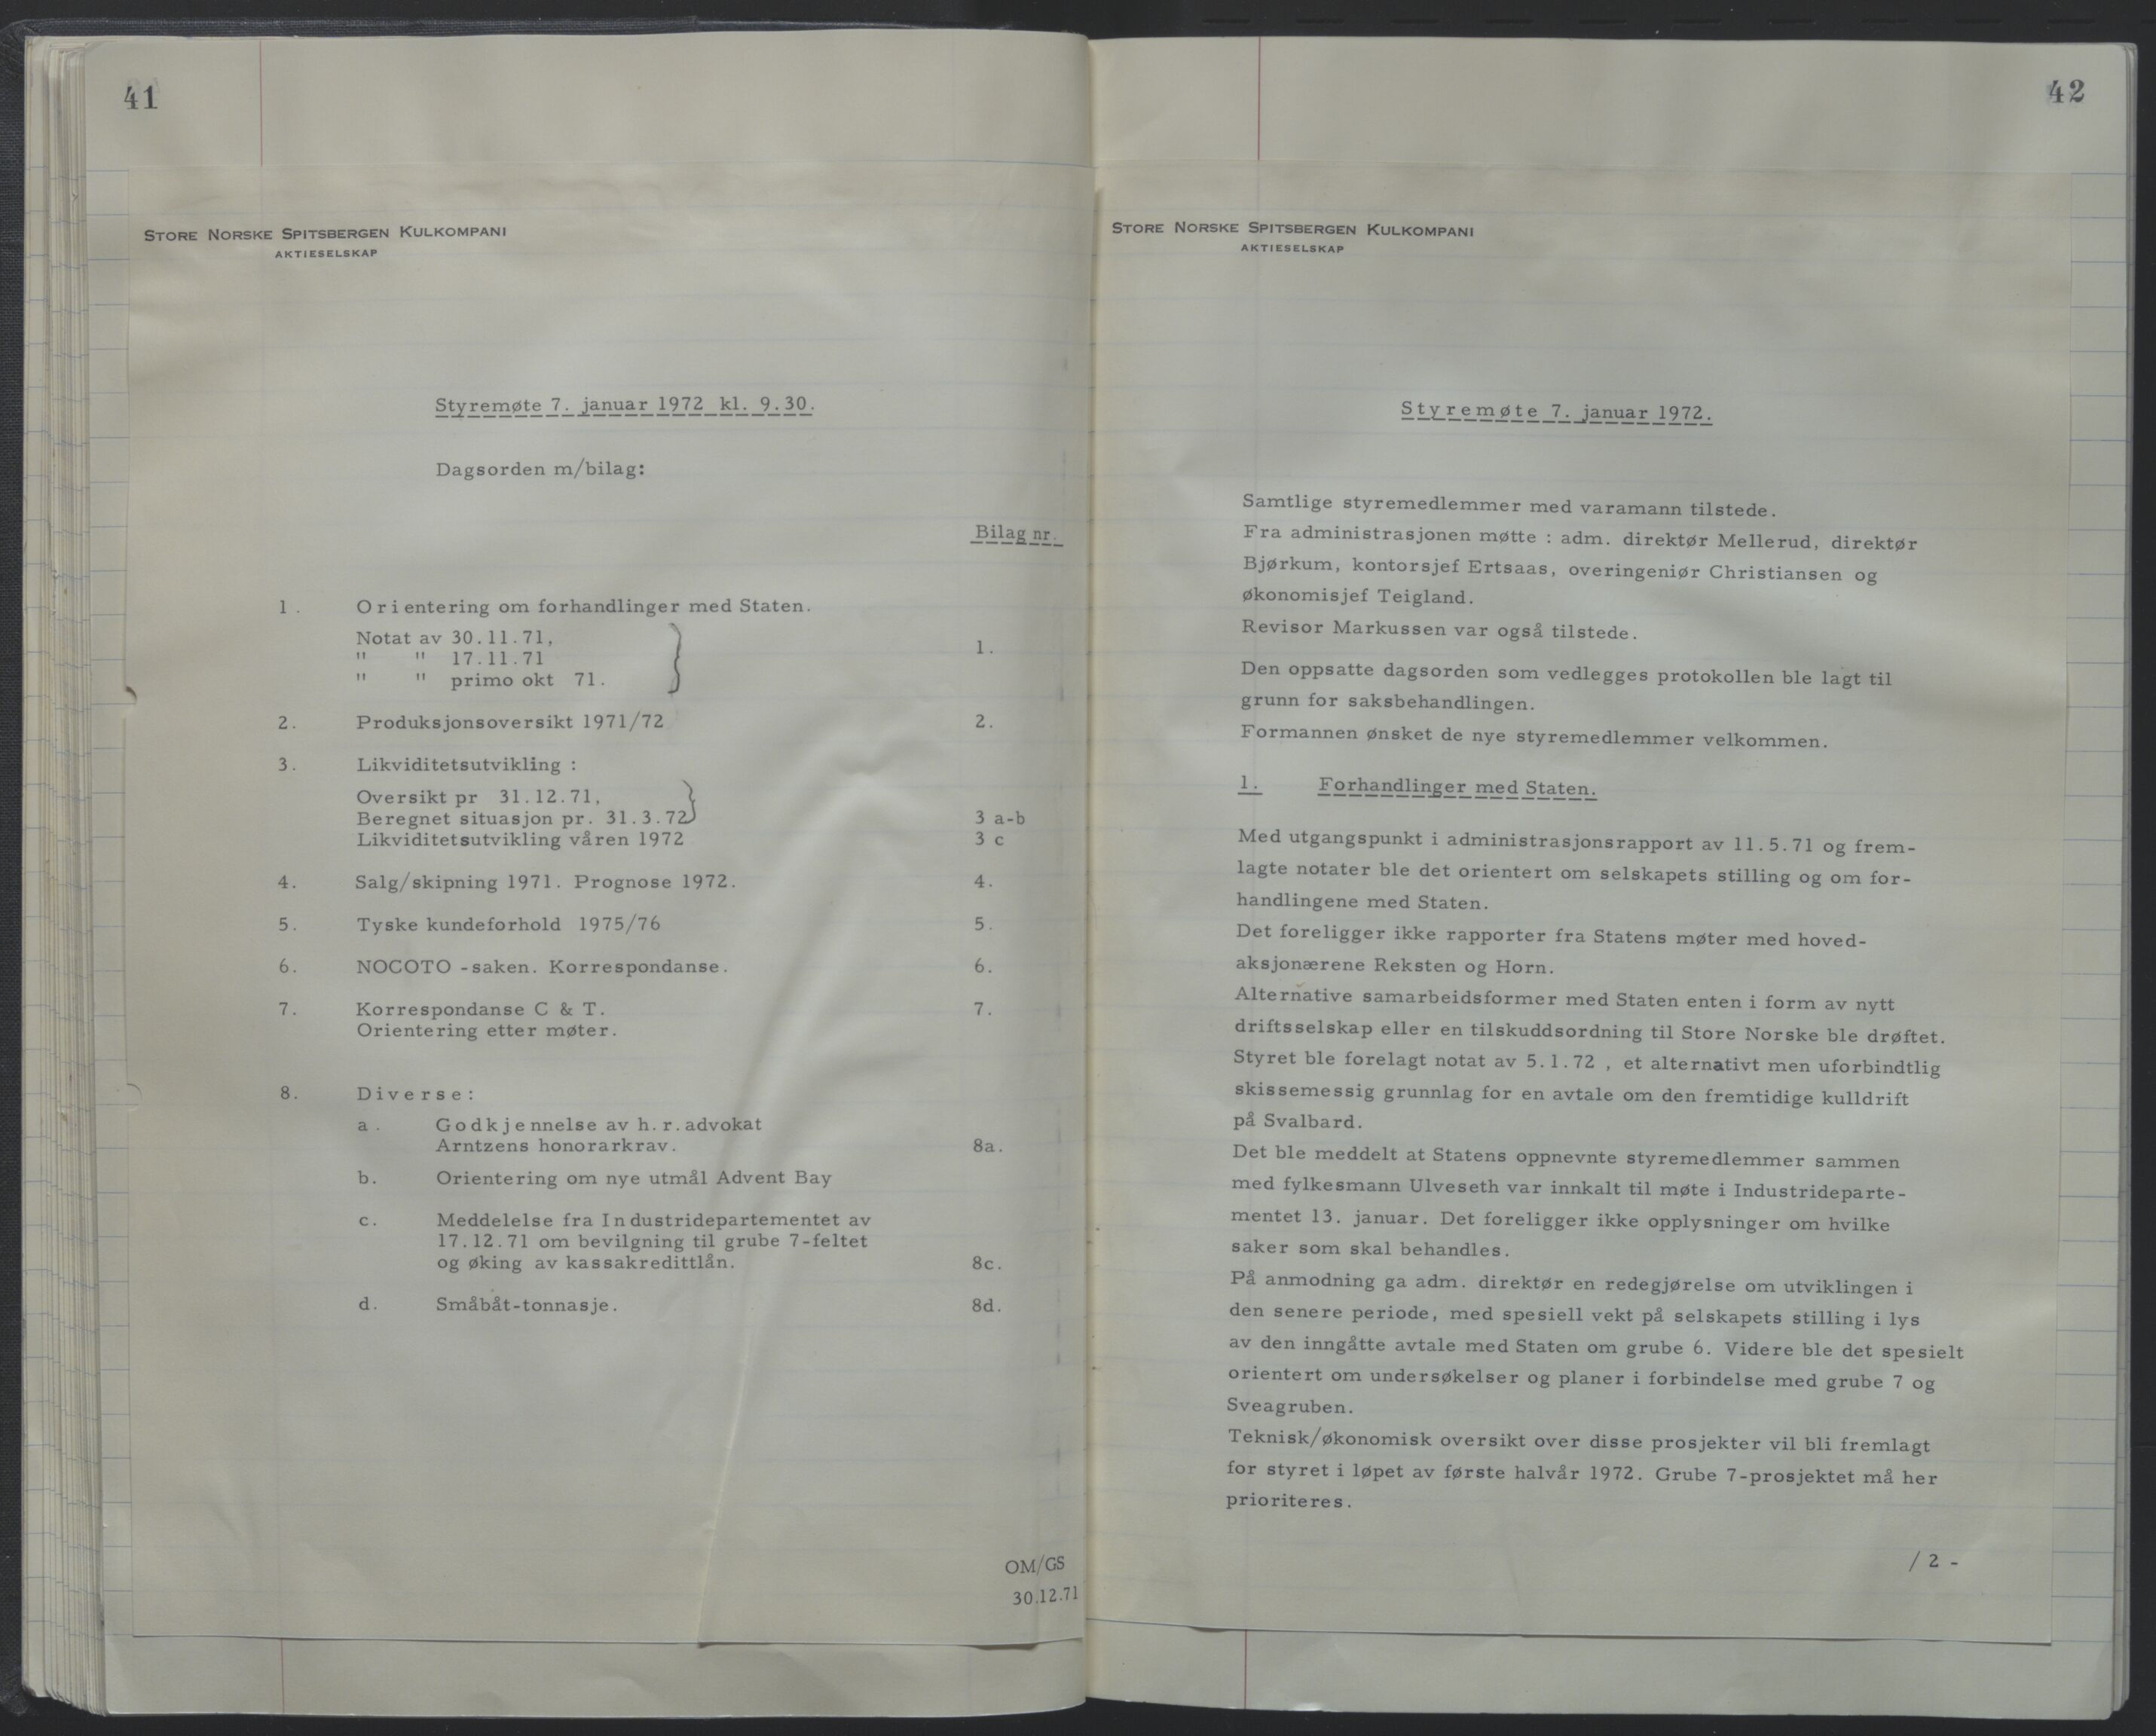 41
STORE NORSKE SPITSBERGEN KULKOMPANI
AKTIESELSKAP
Styremøte 7. januar 1972 kl. 9.30.
Dagsorden m/bilag:
Bilag nr.
1. Orientering om forhandlinger med Staten.
Notat av 30.11.71,
" " 17.11.71 1.
" " primo okt 71.
2. Produksjonsoversikt 1971/72 2.
3. Likviditetsutvikling :
Oversikt pr 31.12.71,
Beregnet situasjon pr. 31.3.72 3 a-b
Likviditetsutvikling våren 1972 3 c
4. Salg/skipning 1971. Prognose 1972. 4.
5. Tyske kundeforhold 1975/76 5.
6. NOCOTO -saken. Korrespondanse. 6.
7. Korrespondanse C & T. 7.
Orientering etter møter.
8. Diverse:
a. Godkjennelse av h.r.advokat
Arntzens honorarkrav. 8a.
b. Orientering om nye utmål Advent Bay
c. Meddelelse fra Industridepartementet av
17.12.71 om bevilgning til grube 7-feltet
og øking av kassakredittlån. 8c.
d. Småbåt-tonnasje. 8d.
OM/GS
30.12.71
42
STORE NORSKE SPITSBERGEN KULKOMPANI
AKTIESELSKAP
Styremøte 7. januar 1972.
Samtlige styremedlemmer med varamann tilstede.
Fra administrasjonen møtte : adm. direktør Mellerud, direktør
Bjørkum, kontorsjef Ertsaas, overingeniør Christiansen og
økonomisjef Teigland.
Revisor Markussen var også tilstede.
Den oppsatte dagsorden som vedlegges protokollen ble lagt til
grunn for saksbehandlingen.
Formannen ønsket de nye styremedlemmer velkommen.
1. Forhandlinger med Staten.
Med utgangspunkt i administrasjonsrapport av 11.5.71 og frem-
lagte notater ble det orientert om selskapets stilling og om for-
handlingene med Staten.
Det foreligger ikke rapporter fra Statens møter med hoved-
aksjonærene Reksten og Horn.
Alternative samarbeidsformer med Staten enten i form av nytt
driftsselskap eller en tilskuddsordning til Store Norske ble drøftet.
Styret ble forelagt notat av 5.1.72 , et alternativt men uforbindtlig
skissemessig grunnlag for en avtale om den fremtidige kulldrift
på Svalbard.
Det ble meddelt at Statens oppnevnte styremedlemmer sammen
med fylkesmann Ulveseth var innkalt til møte i Industrideparte-
mentet 13. januar. Det foreligger ikke opplysninger om hvilke
saker som skal behandles.
På anmodning ga adm. direktør en redegjørelse om utviklingen i
den senere periode, med spesiell vekt på selskapets stilling i lys
av den inngåtte avtale med Staten om grube 6. Videre ble det spesielt
orientert om undersøkelser og planer i forbindelse med grube 7 og
Sveagruben.
Teknisk/økonomisk oversikt over disse prosjekter vil bli fremlagt
for styret i løpet av første halvår 1972. Grube 7-prosjektet må her
prioriteres.
/ 2 -